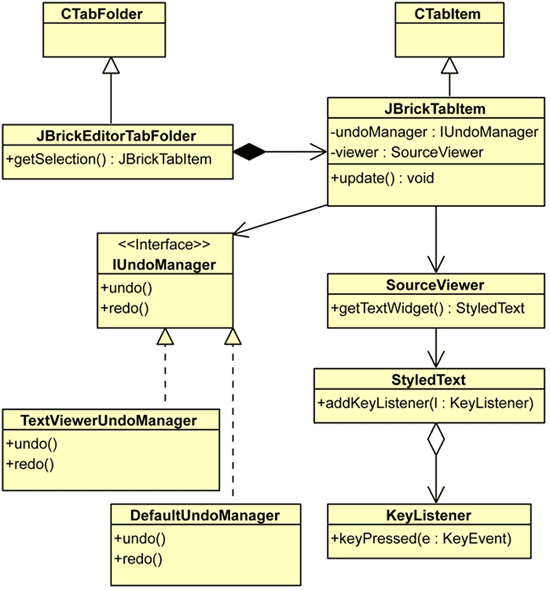 CTabFolder
CTabItem
JBrickEditorTabFolder
+getSelection() : JBrickTabItem
JBrickTabItem
-undoManager : IUndoManager
-viewer : SourceViewer
+update() : void
<<Interface>>
IUndoManager
+undo()
+redo()
SourceViewer
+getTextWidget() : StyledText
StyledText
+addKeyListener(l : KeyListener)
TextViewerUndoManager
+undo()
+redo()
DefaultUndoManager
+undo()
+redo()
KeyListener
+keyPressed(e : KeyEvent)